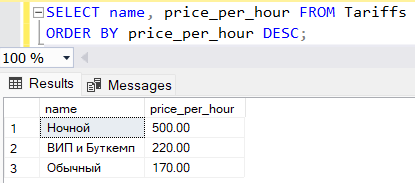 SELECT name, price_per_hour FROM Tariffs
ORDER BY price_per_hour DESC;
100 %
Results Messages
name price_per_hour
1 Ночной 500.00
2 ВИП и Буткемп 220.00
3 Обычный 170.00